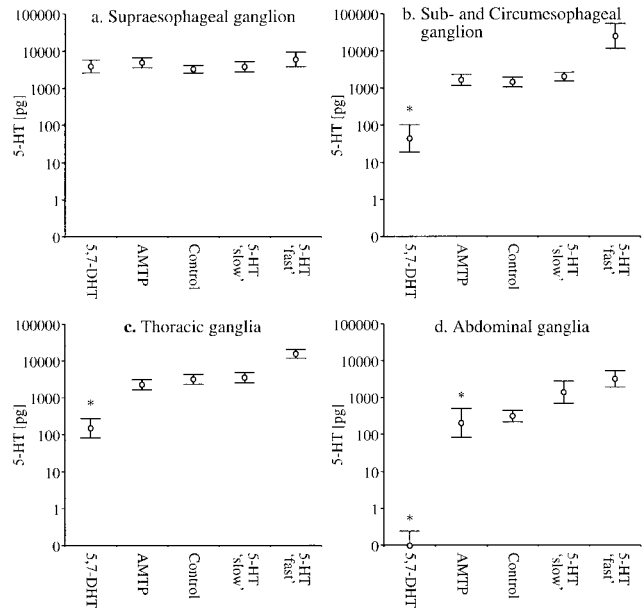 a. Supraesophageal ganglion
5-HT [pg]
100000
10000
1000
100
10
1
0
5,7-DHT
AMTP
Control
5-HT
'slow'
5-HT
'fast'
b. Sub- and Circumesophageal
ganglion
5-HT [pg]
100000
10000
1000
100
10
1
0
*
5,7-DHT
AMTP
Control
5-HT
'slow'
5-HT
'fast'
c. Thoracic ganglia
5-HT [pg]
100000
10000
1000
100
10
1
0
*
5,7-DHT
AMTP
Control
5-HT
'slow'
5-HT
'fast'
d. Abdominal ganglia
5-HT [pg]
100000
10000
1000
100
10
1
0
*
*
5,7-DHT
AMTP
Control
5-HT
'slow'
5-HT
'fast'